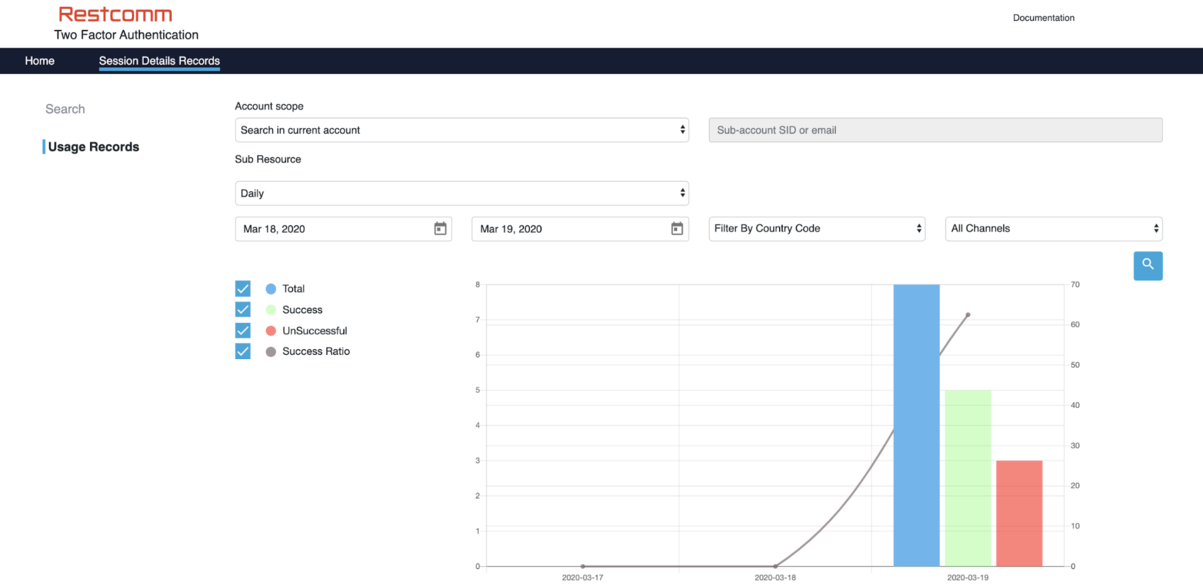 Restcomm
Two Factor Authentication
Documentation
Home
Session Details Records
Search
Usage Records
Account scope
Search in current account
Sub-account SID or email
Sub Resource
Daily
Mar 18, 2020
Mar 19, 2020
Filter By Country Code
All Channels
Total
Success
UnSuccessful
Success Ratio
8
7
6
5
4
3
2
1
0
70
60
50
40
30
20
10
0
2020-03-17
2020-03-18
2020-03-19